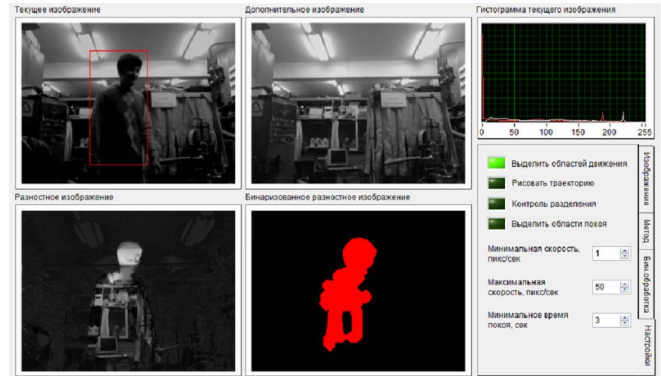 Текущее изображение
Дополнительное изображение
Гистограмма текущего изображения
0 50 100 150 200 255
Выделить областей движения
Рисовать траекторию
Контроль разделения
Выделить области покоя
Минимальная скорость,
пикс/сек
1
Максимальная
скорость, пикс/сек
50
Минимальное время
покоя, сек
3
Изображение
Метод
Бин.обработка
Настройки
Разностное изображение
Бинаризованное разностное изображение